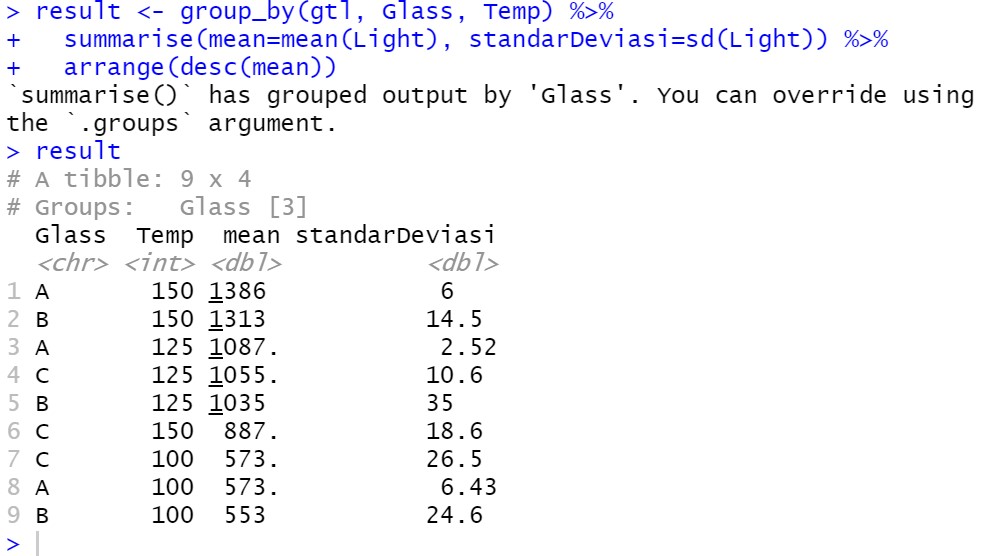 > result <- group_by(gtl, Glass, Temp) %>%
+   summarise(mean=mean(Light), standarDeviasi=sd(Light)) %>%
+   arrange(desc(mean))
`summarise()` has grouped output by 'Glass'. You can override using
the `.groups` argument.
> result
# A tibble: 9 x 4
# Groups:   Glass [3]
  Glass  Temp  mean standarDeviasi
  <chr> <int> <dbl>          <dbl>
1 A       150 1386            6
2 B       150 1313           14.5
3 A       125 1087.           2.52
4 C       125 1055.          10.6
5 B       125 1035           35
6 C       150  887.          18.6
7 C       100  573.          26.5
8 A       100  573.           6.43
9 B       100  553           24.6
>